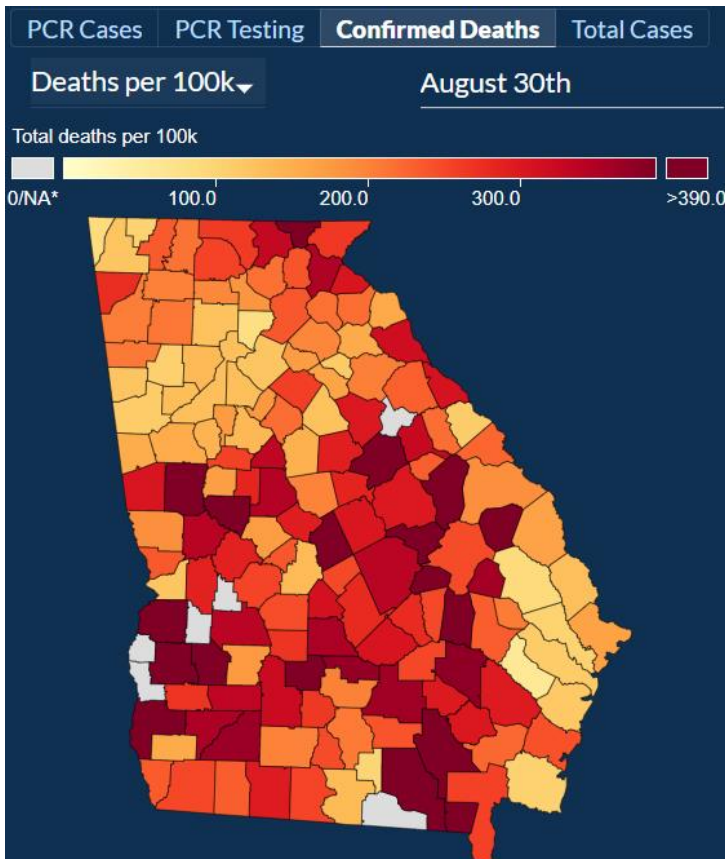 PCR Cases PCR Testing Confirmed Deaths Total Cases
Deaths per 100k August 30th
Total deaths per 100k
0/NA* 100.0 200.0 300.0 >390.0